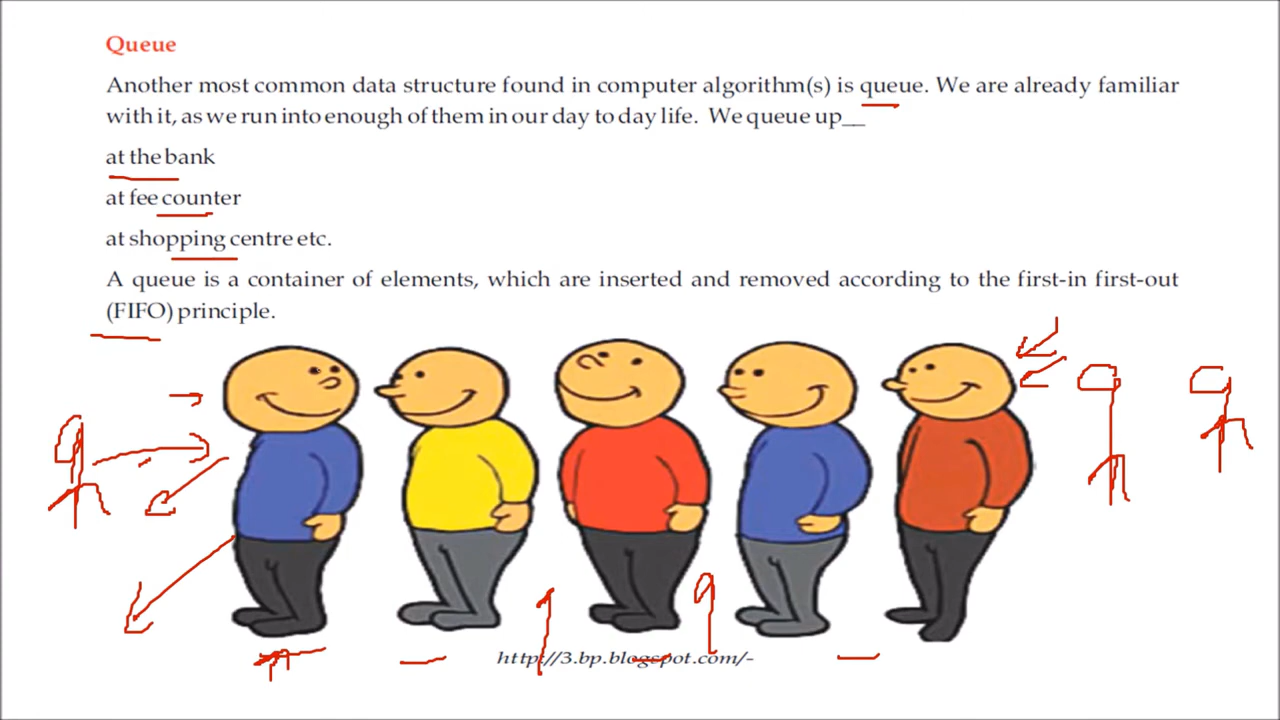 Queue
Another most common data structure found in computer algorithm(s) is queue. We are already familiar
with it, as we run into enough of them in our day to day life. We queue up__
at the bank
at fee counter
at shopping centre etc.
A queue is a container of elements, which are inserted and removed according to the first-in first-out
(FIFO) principle.
http://3.bp.blogspot.com/-